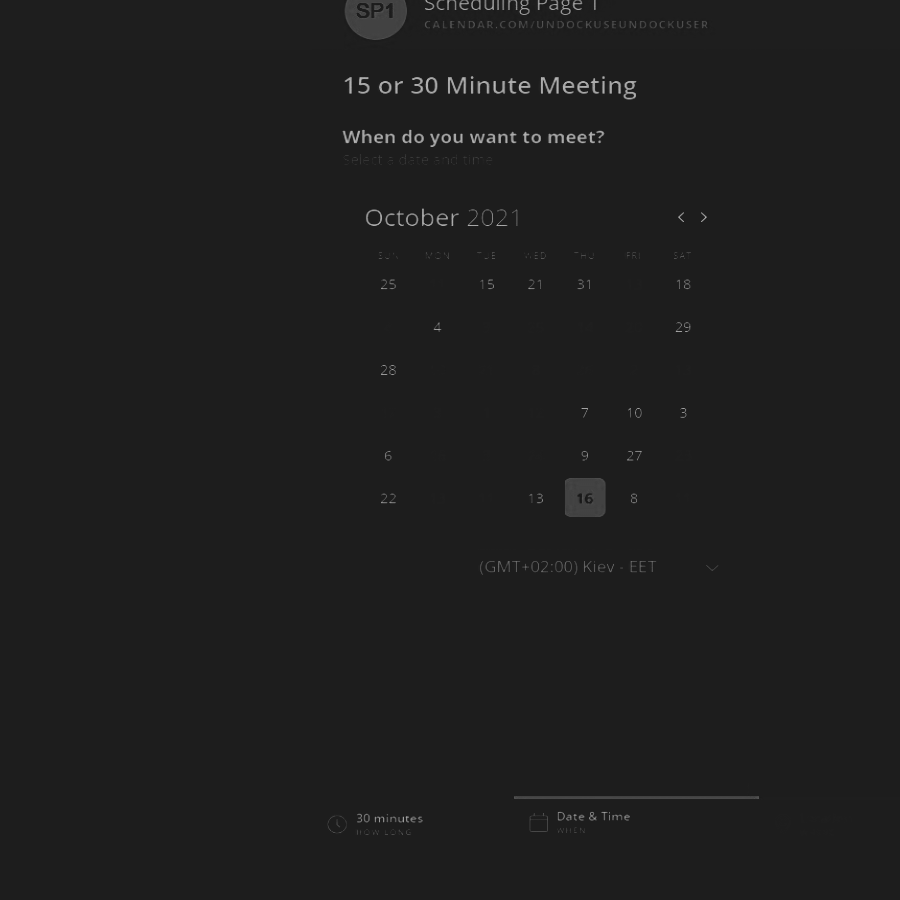 SP1
Scheduling Page 1
CALENDAR.COM/UNDOCKUSEUNDOCKUSER
15 or 30 Minute Meeting
When do you want to meet?
Select a date and time
October 2021 < >
SUN MON TUE WED THU FRI SAT
25 15 21 31 18
4 29
28
7 10 3
6 9 27
22 13 16 8
(GMT+02:00) Kiev - EET
30 minutes
HOW LONG
Date & Time
WHEN